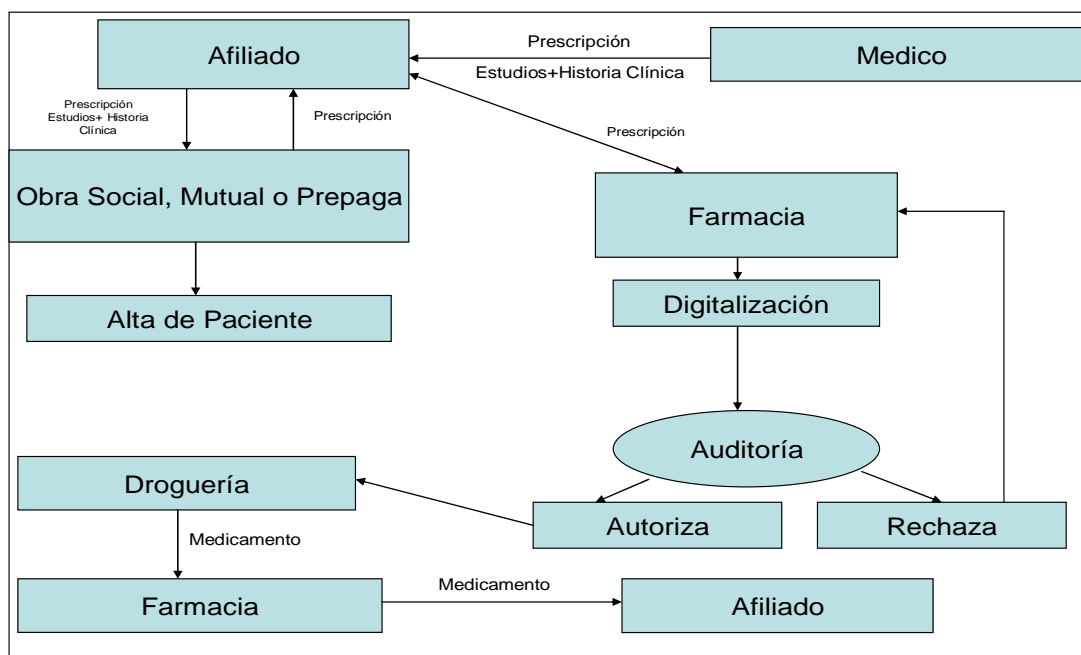 Afiliado
Prescripción
Estudios+Historia Clínica
Medico
Prescripción
Estudios+ Historia
Clínica
Prescripción
Prescripción
Obra Social, Mutual o Prepaga
Farmacia
Alta de Paciente
Digitalización
Auditoría
Droguería
Autoriza
Rechaza
Medicamento
Farmacia
Medicamento
Afiliado